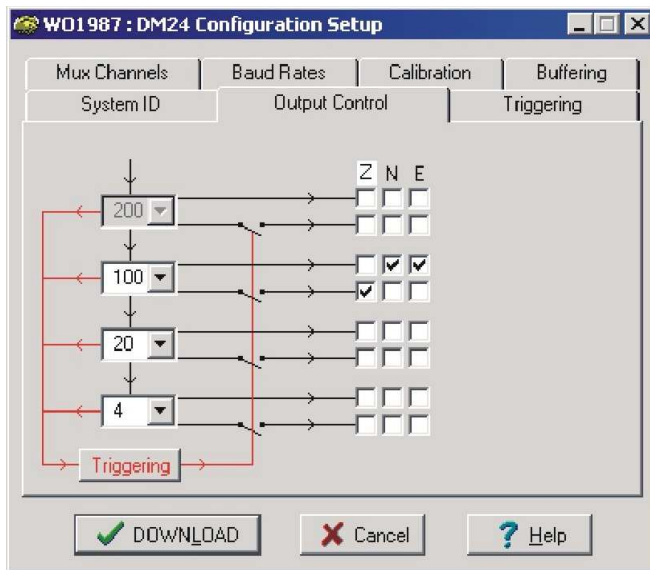 WO1987 : DM24 Configuration Setup
Mux Channels Baud Rates Calibration Buffering
System ID Output Control Triggering
Z N E
200
100
20
4
Triggering
DOWNLOAD Cancel Help